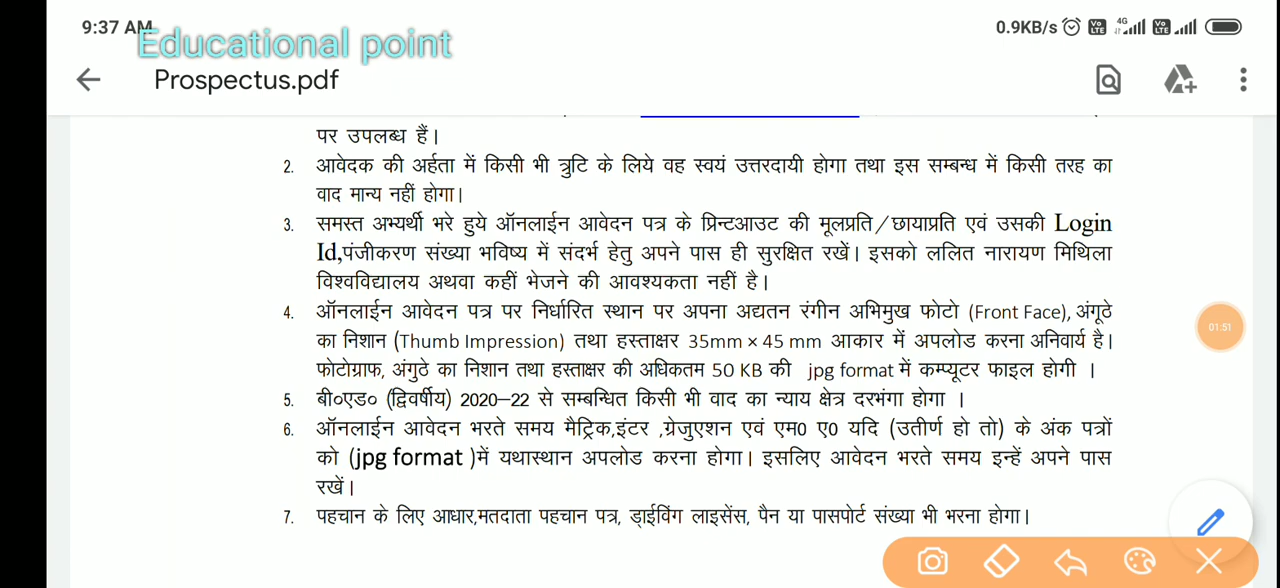 9:37 AM
0.9KB/s 4G Vo LTE Vo LTE
Educational point
Prospectus.pdf
पर उपलब्ध हैं।
2. आवेदक की अर्हता में किसी भी त्रुटि के लिये वह स्वयं उत्तरदायी होगा तथा इस सम्बन्ध में किसी तरह का
वाद मान्य नहीं होगा।
3. समस्त अभ्यर्थी भरे हुये ऑनलाईन आवेदन पत्र के प्रिन्टआउट की मूलप्रति/छायाप्रति एवं उसकी Login
Id,पंजीकरण संख्या भविष्य में संदर्भ हेतु अपने पास ही सुरक्षित रखें। इसको ललित नारायण मिथिला
विश्वविद्यालय अथवा कहीं भेजने की आवश्यकता नहीं है।
4. ऑनलाईन आवेदन पत्र पर निर्धारित स्थान पर अपना अद्यतन रंगीन अभिमुख फोटो (Front Face), अंगूठे
का निशान (Thumb Impression) तथा हस्ताक्षर 35mm × 45 mm आकार में अपलोड करना अनिवार्य है।
फोटोग्राफ, अंगुठे का निशान तथा हस्ताक्षर की अधिकतम 50 KB की jpg format में कम्प्यूटर फाइल होगी ।
5. बी०एड० (द्विवर्षीय) 2020–22 से सम्बन्धित किसी भी वाद का न्याय क्षेत्र दरभंगा होगा ।
6. ऑनलाईन आवेदन भरते समय मैट्रिक,इंटर ,ग्रेजुएशन एवं एम0 ए0 यदि (उतीर्ण हो तो) के अंक पत्रों
को (jpg format )में यथास्थान अपलोड करना होगा। इसलिए आवेदन भरते समय इन्हें अपने पास
रखें।
7. पहचान के लिए आधार,मतदाता पहचान पत्र, ड्राईविंग लाइसेंस, पैन या पासपोर्ट संख्या भी भरना होगा।
01:51